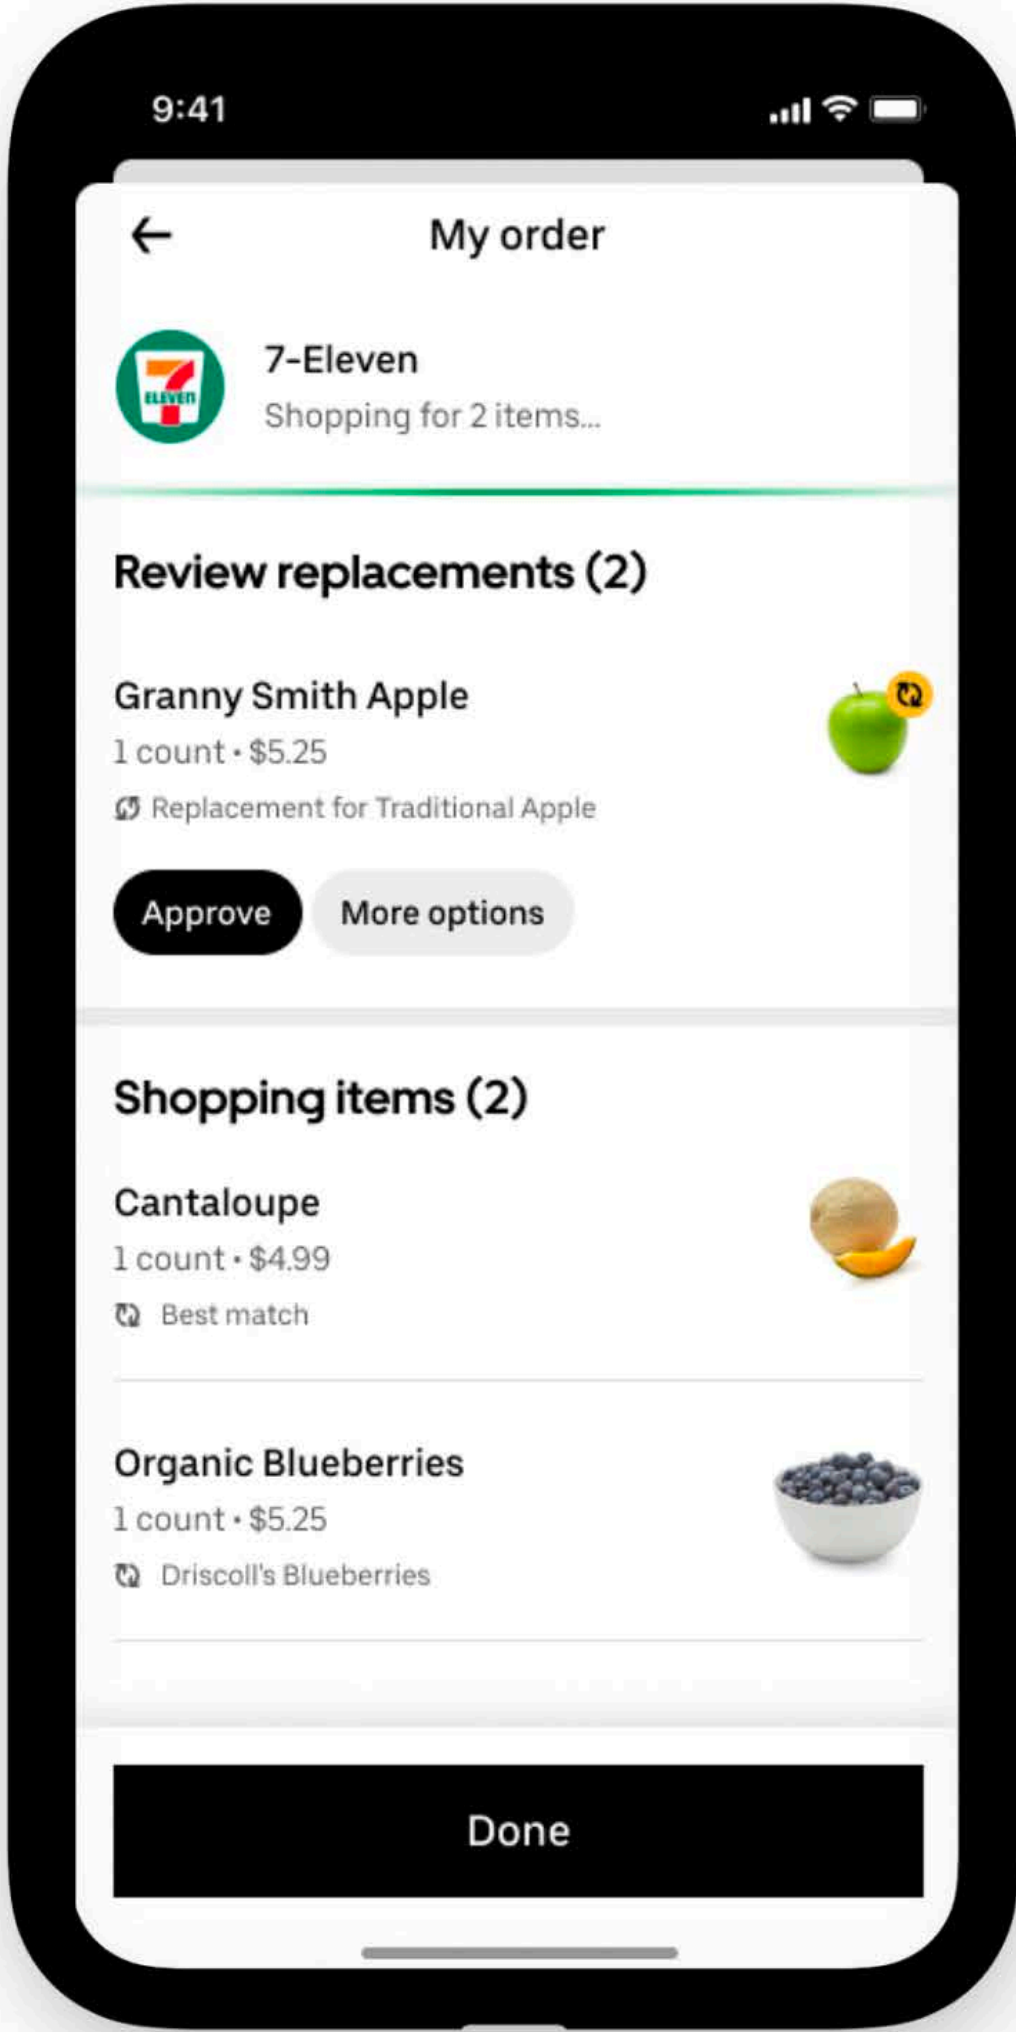 9:41
My order
7-Eleven
ELEVEn
Shopping for 2 items...
Review replacements (2)
Granny Smith Apple
1 count • $5.25
Replacement for Traditional Apple
Approve
More options
Shopping items (2)
Cantaloupe
1 count • $4.99
Best match
Organic Blueberries
1 count • $5.25
Driscoll's Blueberries
Done